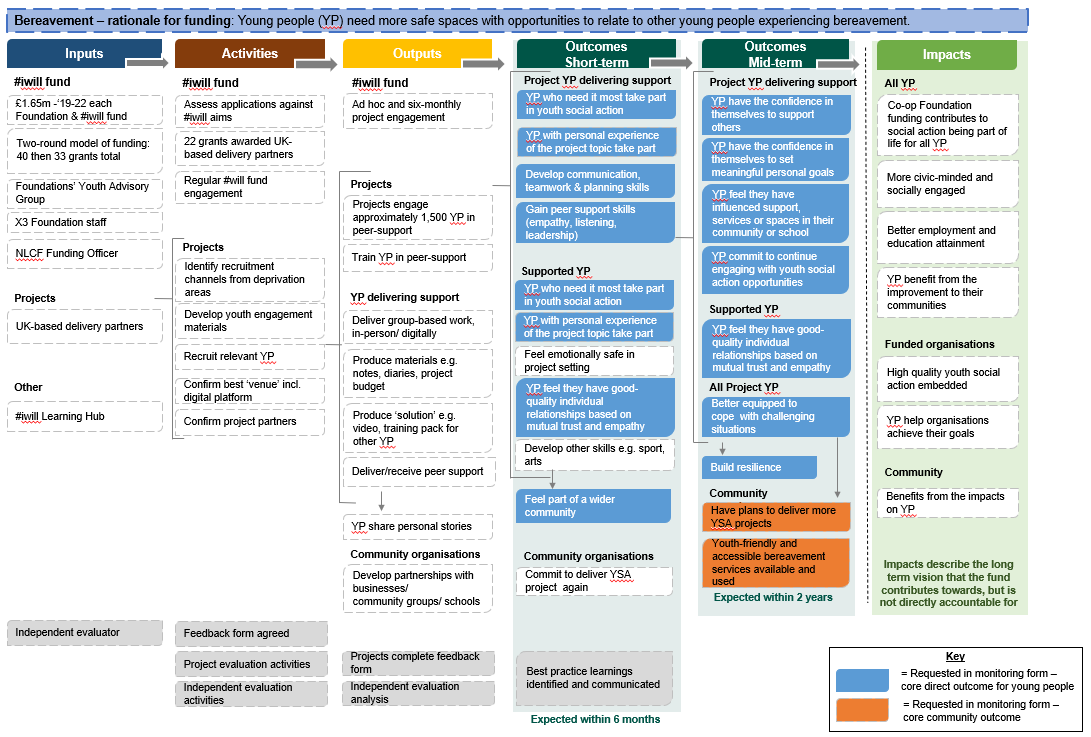 Bereavement – rationale for funding: Young people (YP) need more safe spaces with opportunities to relate to other young people experiencing bereavement.
Inputs
#iwill fund
£1.65m -‘19-22 each
Foundation & #iwill fund
Two-round model of funding:
40 then 33 grants total
Foundations’ Youth Advisory
Group
X3 Foundation staff
NLCF Funding Officer
Projects
UK-based delivery partners
Other
#iwill Learning Hub
Independent evaluator
Activities
#iwill fund
Assess applications against
#iwill aims
22 grants awarded UK-
based delivery partners
Regular #iwill fund
engagement
Projects
Identify recruitment
channels from deprivation
areas
Develop youth engagement
materials
Recruit relevant YP
Confirm best ‘venue’ incl.
digital platform
Confirm project partners
Feedback form agreed
Project evaluation activities
Independent evaluation
activities
Outputs
#iwill fund
Ad hoc and six-monthly
project engagement
Projects
Projects engage
approximately 1,500 YP in
peer-support
Train YP in peer-support
YP delivering support
Deliver group-based work,
in-person/ digitally
Produce materials e.g.
notes, diaries, project
budget
Produce ‘solution’ e.g.
video, training pack for
other YP
Deliver/receive peer support
YP share personal stories
Community organisations
Develop partnerships with
businesses/
community groups/ schools
Projects complete feedback
form
Independent evaluation
analysis
Outcomes
Short-term
Project YP delivering support
YP who need it most take part
in youth social action
YP with personal experience
of the project topic take part
Develop communication,
teamwork & planning skills
Gain peer support skills
(empathy, listening,
leadership)
Supported YP
YP who need it most take part
in youth social action
YP with personal experience
of the project topic take part
Feel emotionally safe in
project setting
YP feel they have good-
quality individual
relationships based on
mutual trust and empathy
Develop other skills e.g. sport,
arts
Feel part of a wider
community
Community organisations
Commit to deliver YSA
project  again
Best practice learnings
identified and communicated
Expected within 6 months
Outcomes
Mid-term
Project YP delivering support
YP have the confidence in
themselves to support
others
YP have the confidence in
themselves to set
meaningful personal goals
YP feel they have
influenced support,
services or spaces in their
community or school
YP commit to continue
engaging with youth social
action opportunities
Supported YP
YP feel they have good-
quality individual
relationships based on
mutual trust and empathy
All Project YP
Better equipped to
cope  with challenging
situations
Build resilience
Community
Have plans to deliver more
YSA projects
Youth-friendly and
accessible bereavement
services available and
used
Expected within 2 years
Impacts
All YP
Co-op Foundation
funding contributes to
social action being part of
life for all YP
More civic-minded and
socially engaged
Better employment and
education attainment
YP benefit from the
improvement to their
communities
Funded organisations
High quality youth social
action embedded
YP help organisations
achieve their goals
Community
Benefits from the impacts
on YP
Impacts describe the long
term vision that the fund
contributes towards, but is
not directly accountable for
Key
= Requested in monitoring form –
core direct outcome for young people
= Requested in monitoring form –
core community outcome